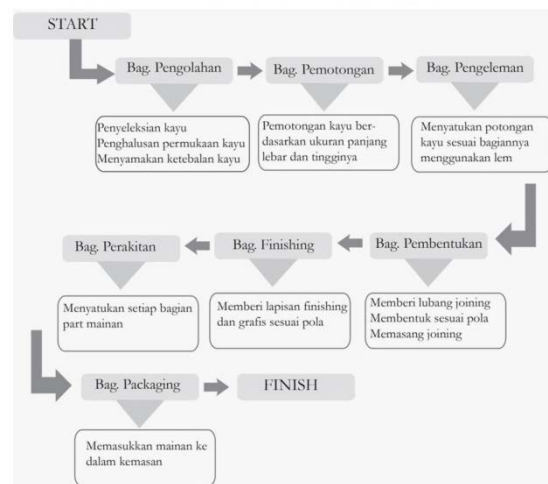 START
Bag. Pengolahan
Bag. Pemotongan
Bag. Pengeleman
Penyeleksian kayu
Penghalusan permukaan kayu
Menyamakan ketebalan kayu
Pemotongan kayu ber-
dasarkan ukuran panjang
lebar dan tingginya
Menyatukan potongan
kayu sesuai bagiannya
menggunakan lem
Bag. Perakitan
Bag. Finishing
Bag. Pembentukan
Menyatukan setiap bagian
part mainan
Memberi lapisan finishing
dan grafis sesuai pola
Memberi lubang joining
Membentuk sesuai pola
Memasang joining
Bag. Packaging
FINISH
Memasukkan mainan ke
dalam kemasan